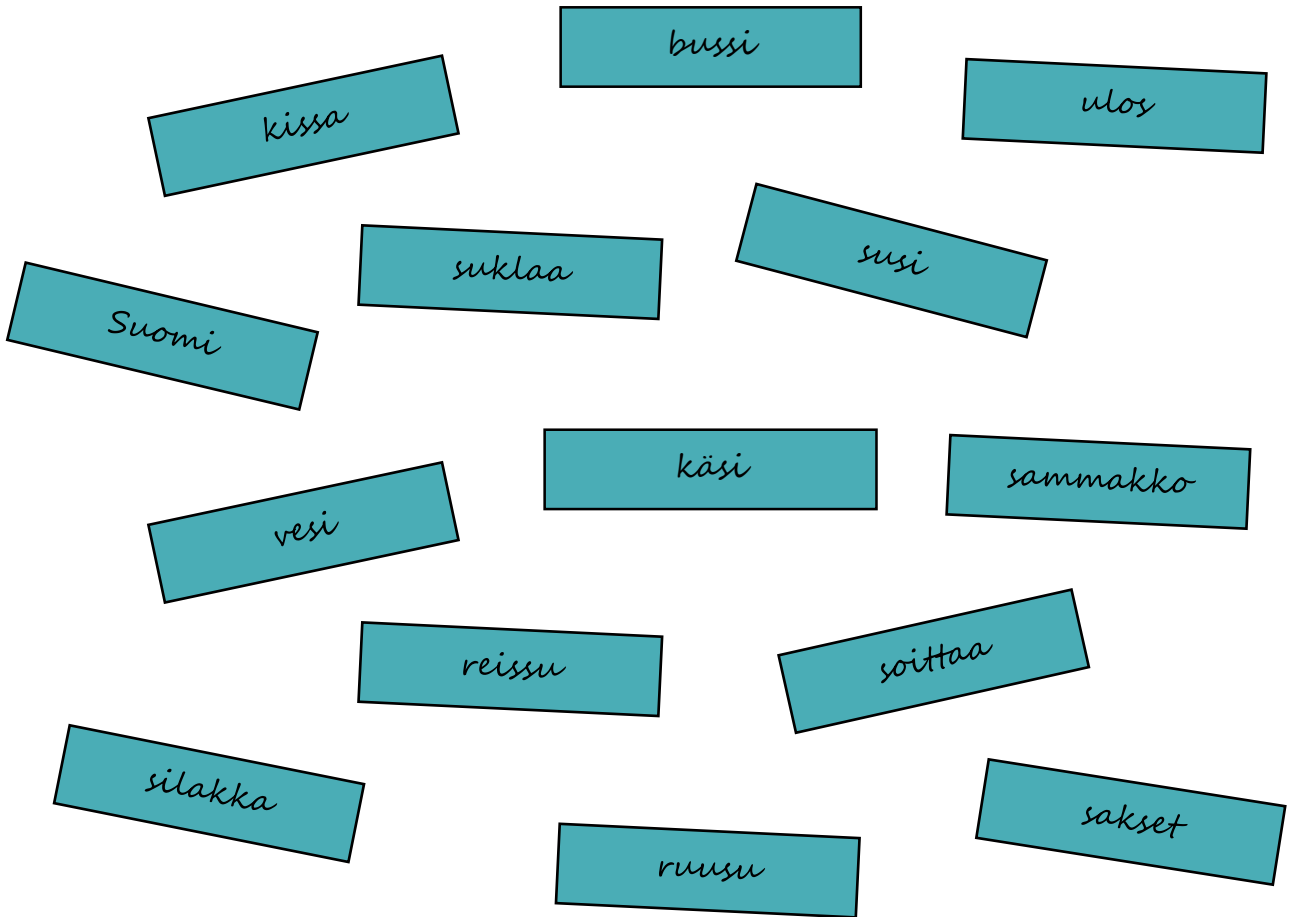 bussi
kissa
ulos
suklaa
susi
Suomi
käsi
sammakko
vesi
reissu
soittaa
silakka
sakset
ruusu